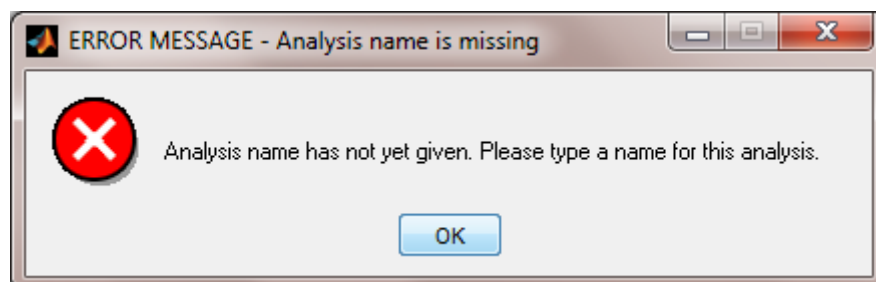 ERROR MESSAGE - Analysis name is missing
Analysis name has not yet given. Please type a name for this analysis.
OK